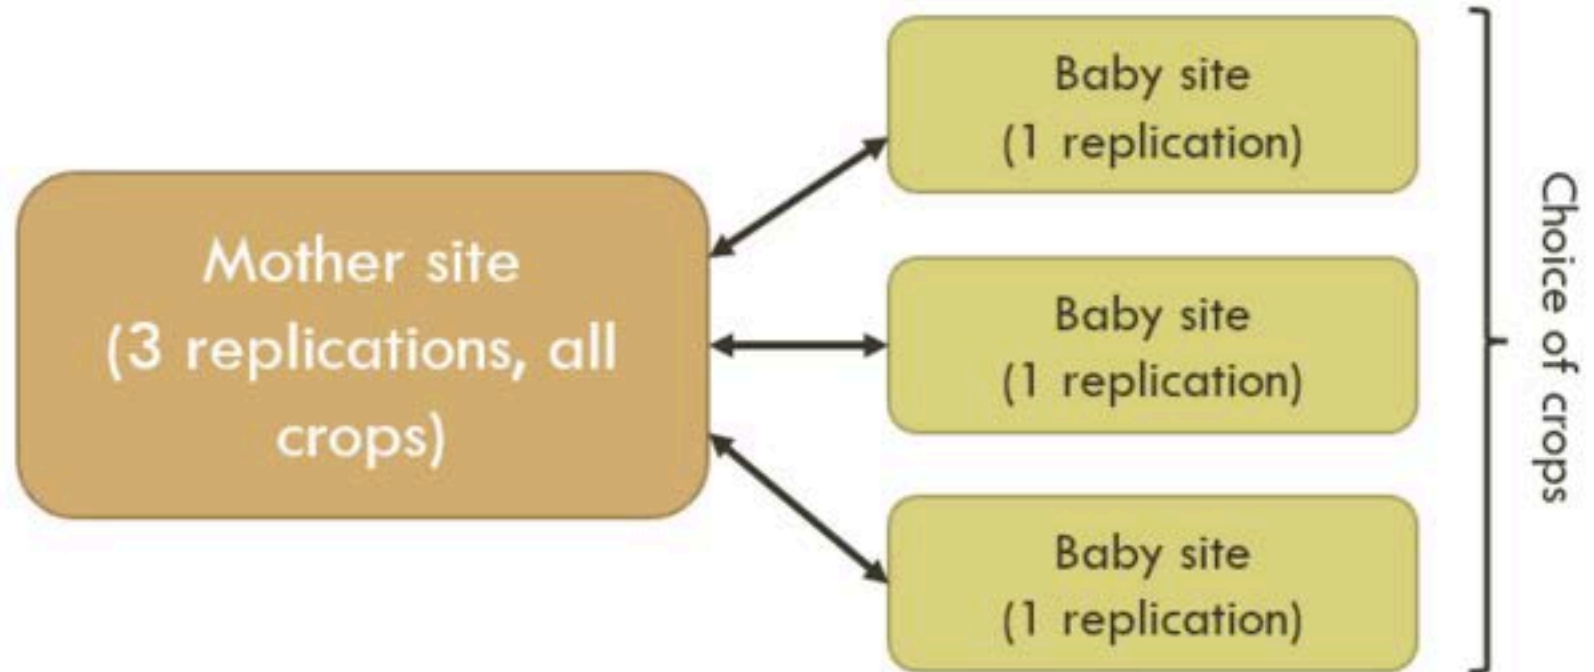 Mother site
(3 replications, all
crops)
Baby site
(1 replication)
Baby site
(1 replication)
Baby site
(1 replication)
Choice of crops